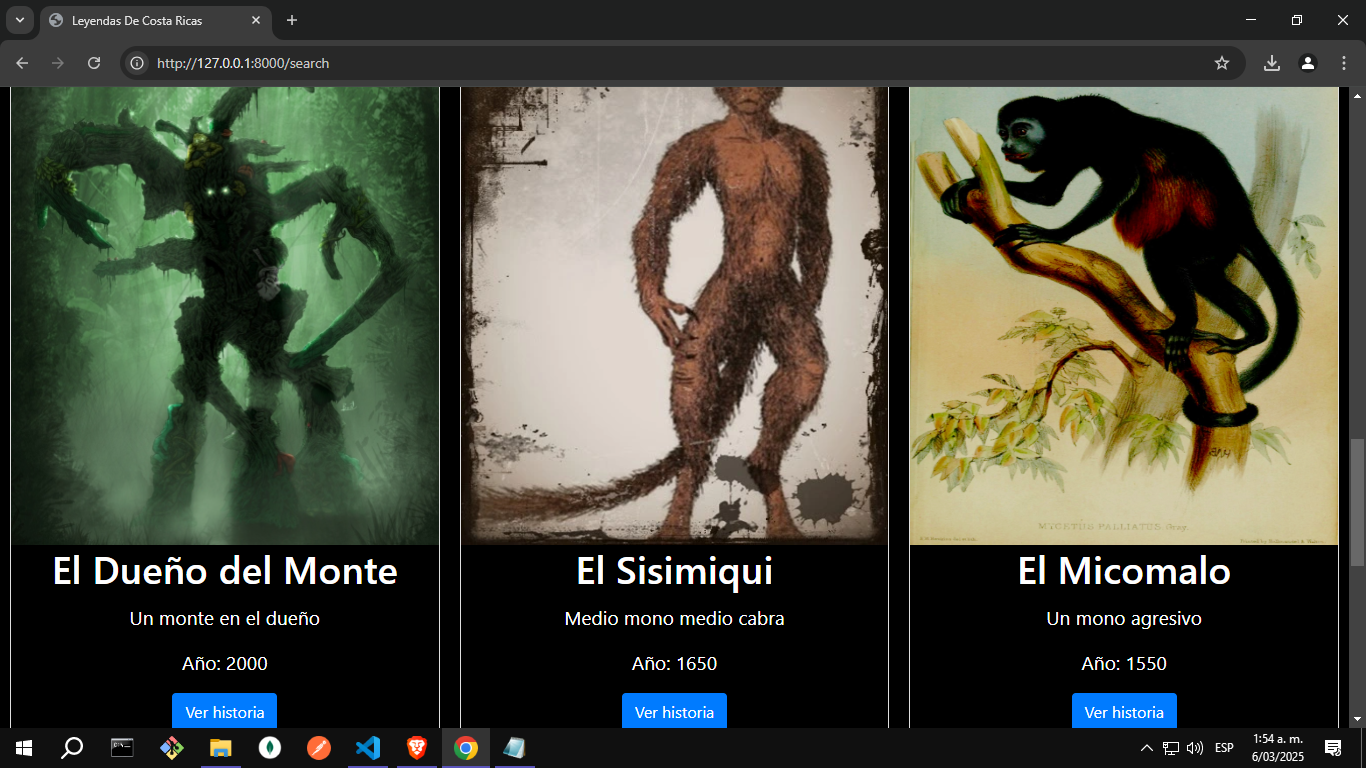 Leyendas De Costa Ricas
http://127.0.0.1:8000/search
MYCETES PALLIATUS. Gray.
El Dueño del Monte
Un monte en el dueño
Año: 2000
Ver historia
El Sisimiqui
Medio mono medio cabra
Año: 1650
Ver historia
El Micomalo
Un mono agresivo
Año: 1550
Ver historia
ESP
1:54 a. m.
6/03/2025